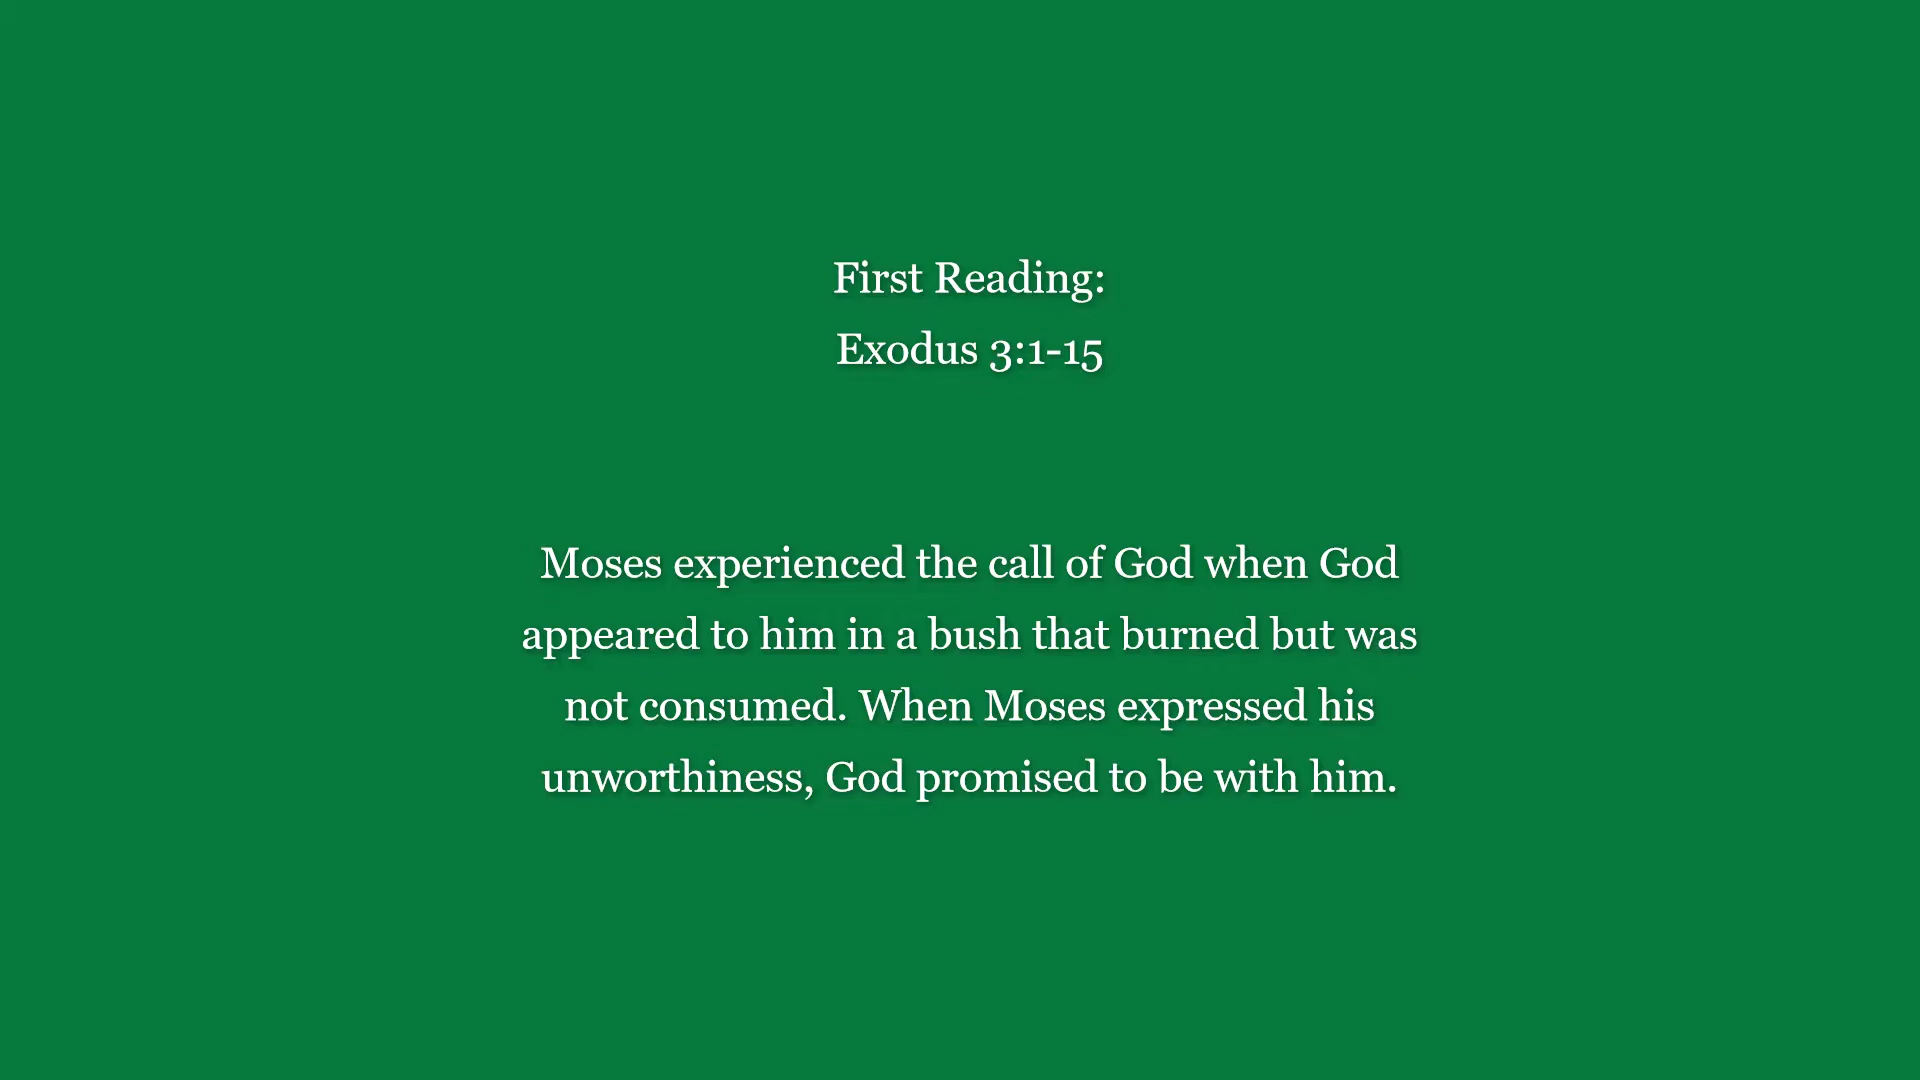 First Reading:
Exodus 3:1-15
Moses experienced the call of God when God
appeared to him in a bush that burned but was
not consumed. When Moses expressed his
unworthiness, God promised to be with him.